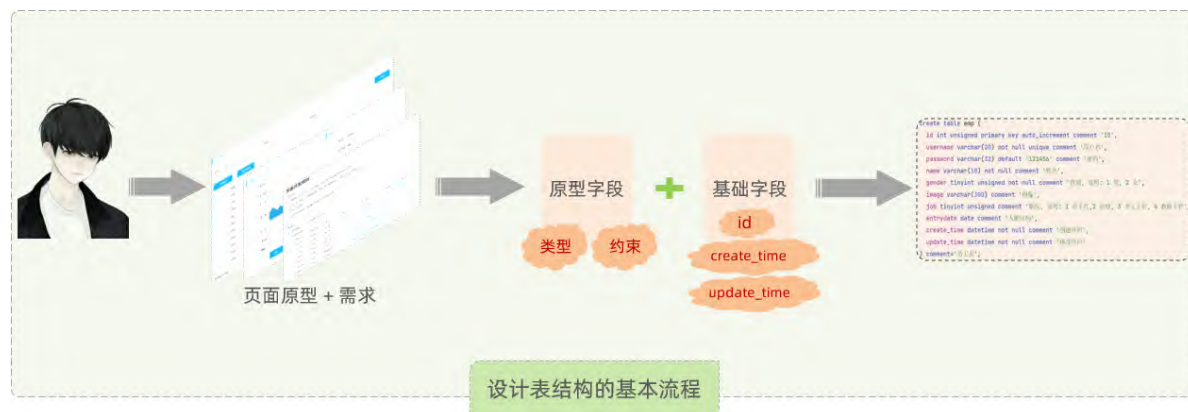 页面原型 + 需求
原型字段
类型
约束
基础字段
id
create_time
update_time
create table emp (
id int unsigned primary key auto_increment comment 'ID',
username varchar(20) not null unique comment
password varchar(32) default '123456' comment
name varchar(10) not null comment
gender tinyint unsigned not null comment
image varchar(300) comment
job tinyint unsigned comment
entrydate date comment
create_time datetime not null comment
update_time datetime not null comment
) comment
设计表结构的基本流程